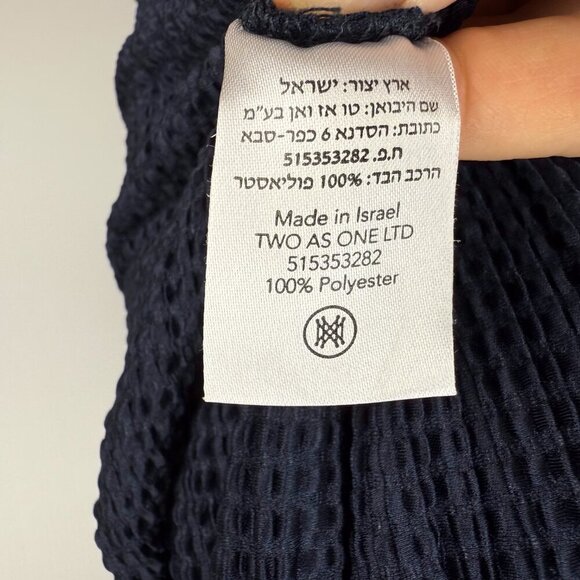 ארץ יצור: ישראל
שם היבואן: טו אז ואן בע"מ
כתובת: הסדנא 6 כפר-סבא
ח.פ. 515353282
הרכב הבד: 100% פוליאסטר
Made in Israel
TWO AS ONE LTD
515353282
100% Polyester